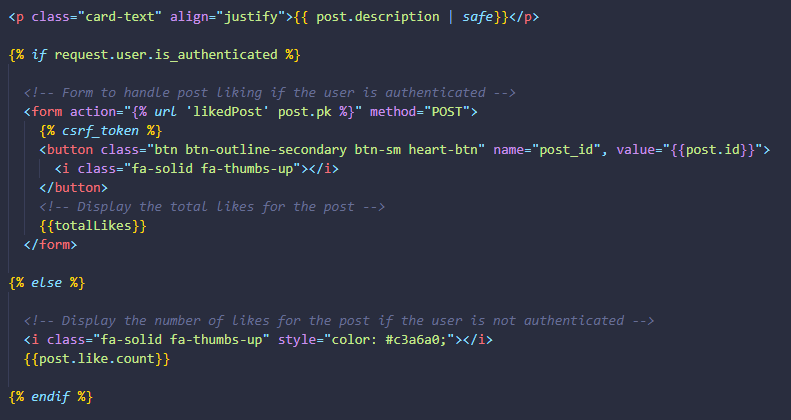 <p class="card-text" align="justify">{{ post.description | safe}}</p>
{% if request.user.is_authenticated %}
<!-- Form to handle post liking if the user is authenticated -->
<form action="{% url 'likedPost' post.pk %}" method="POST">
{% csrf_token %}
<button class="btn btn-outline-secondary btn-sm heart-btn" name="post_id", value="{{post.id}}">
<i class="fa-solid fa-thumbs-up"></i>
</button>
<!-- Display the total likes for the post -->
{{totalLikes}}
</form>
{% else %}
<!-- Display the number of likes for the post if the user is not authenticated -->
<i class="fa-solid fa-thumbs-up" style="color: #c3a6a0;"></i>
{{post.like.count}}
{% endif %}